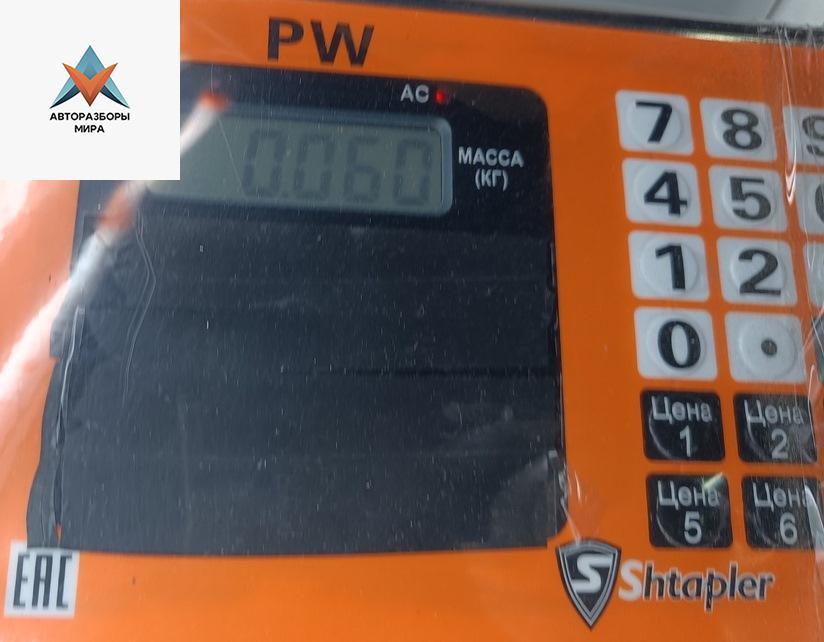 PW
АВТОРАЗБОРЫ
МИРА
AC
0.060
МАССА
(КГ)
7 8 9
4 5
1 2
0 .
Цена 1
Цена 2
Цена 5
Цена 6
EAC
S Shtapler